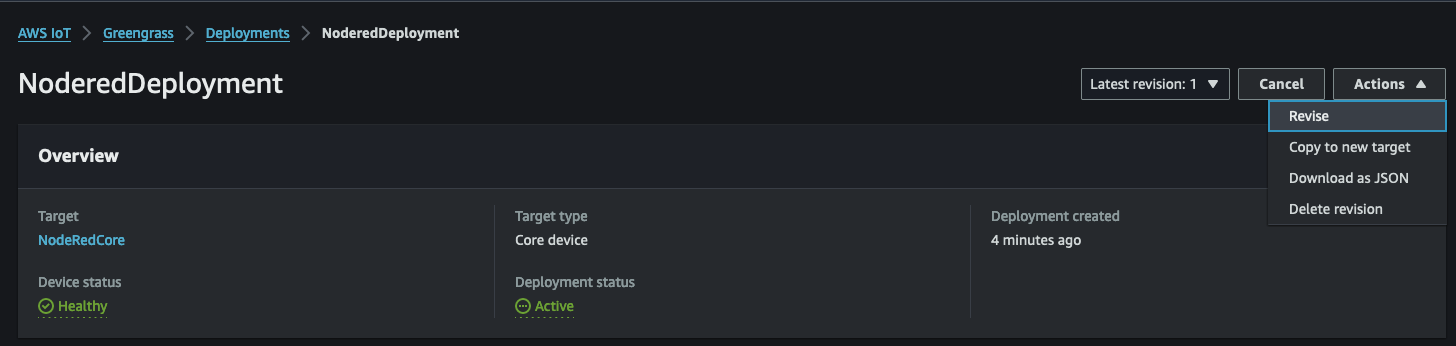 AWS IoT > Greengrass > Deployments > NoderedDeployment
NoderedDeployment
Latest revision: 1 Cancel Actions
Revise
Copy to new target
Download as JSON
Delete revision
Overview
Target
NodeRedCore
Target type
Core device
Deployment created
4 minutes ago
Device status
Healthy
Deployment status
Active